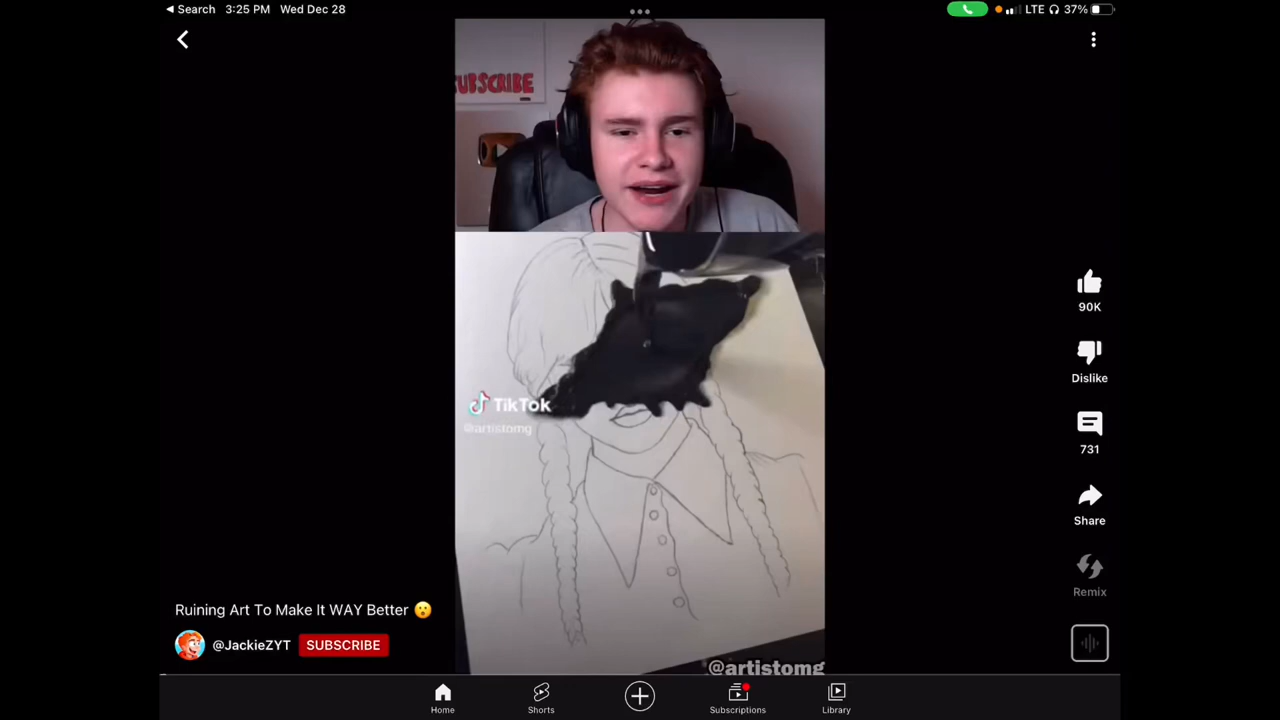 Search 3:25 PM Wed Dec 28
LTE 37%
SUBSCRIBE
90K
Dislike
TikTok
@artistomg
731
Share
Remix
Ruining Art To Make It WAY Better 😮
@JackieZYT SUBSCRIBE
@artistomg
Home Shorts Subscriptions Library